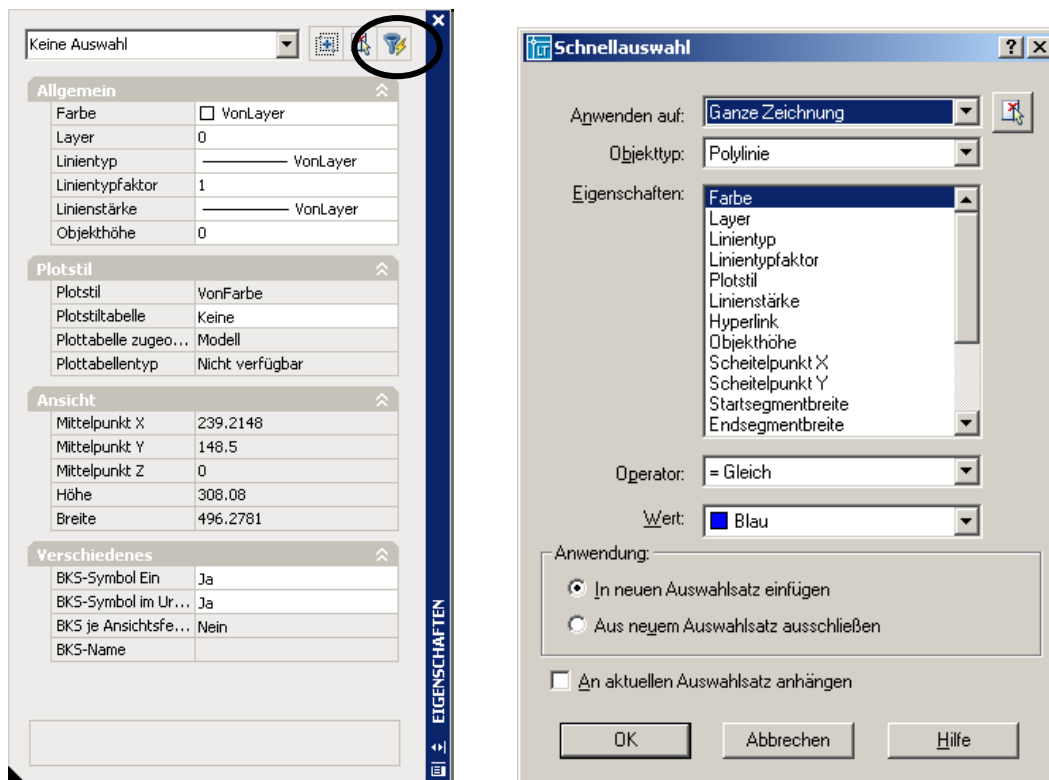 Keine Auswahl
Allgemein
Farbe VonLayer
Layer 0
Linientyp VonLayer
Linientypfaktor 1
Linienstärke VonLayer
Objekthöhe 0
Plotstil
Plotstil VonFarbe
Plotstiltabelle Keine
Plottabelle zugeo... Modell
Plottabellentyp Nicht verfügbar
Ansicht
Mittelpunkt X 239.2148
Mittelpunkt Y 148.5
Mittelpunkt Z 0
Höhe 308.08
Breite 496.2781
Verschiedenes
BKS-Symbol Ein Ja
BKS-Symbol im Ur... Ja
BKS je Ansichtsfe... Nein
BKS-Name
EIGENSCHAFTEN
Schnellauswahl
Anwenden auf: Ganze Zeichnung
Objekttyp: Polylinie
Eigenschaften:
Farbe
Layer
Linientyp
Linientypfaktor
Plotstil
Linienstärke
Hyperlink
Objekthöhe
Scheitelpunkt X
Scheitelpunkt Y
Startsegmentbreite
Endsegmentbreite
Operator: = Gleich
Wert: Blau
Anwendung:
In neuen Auswahlsatz einfügen
Aus neuem Auswahlsatz ausschließen
An aktuellen Auswahlsatz anhängen
OK Abbrechen Hilfe